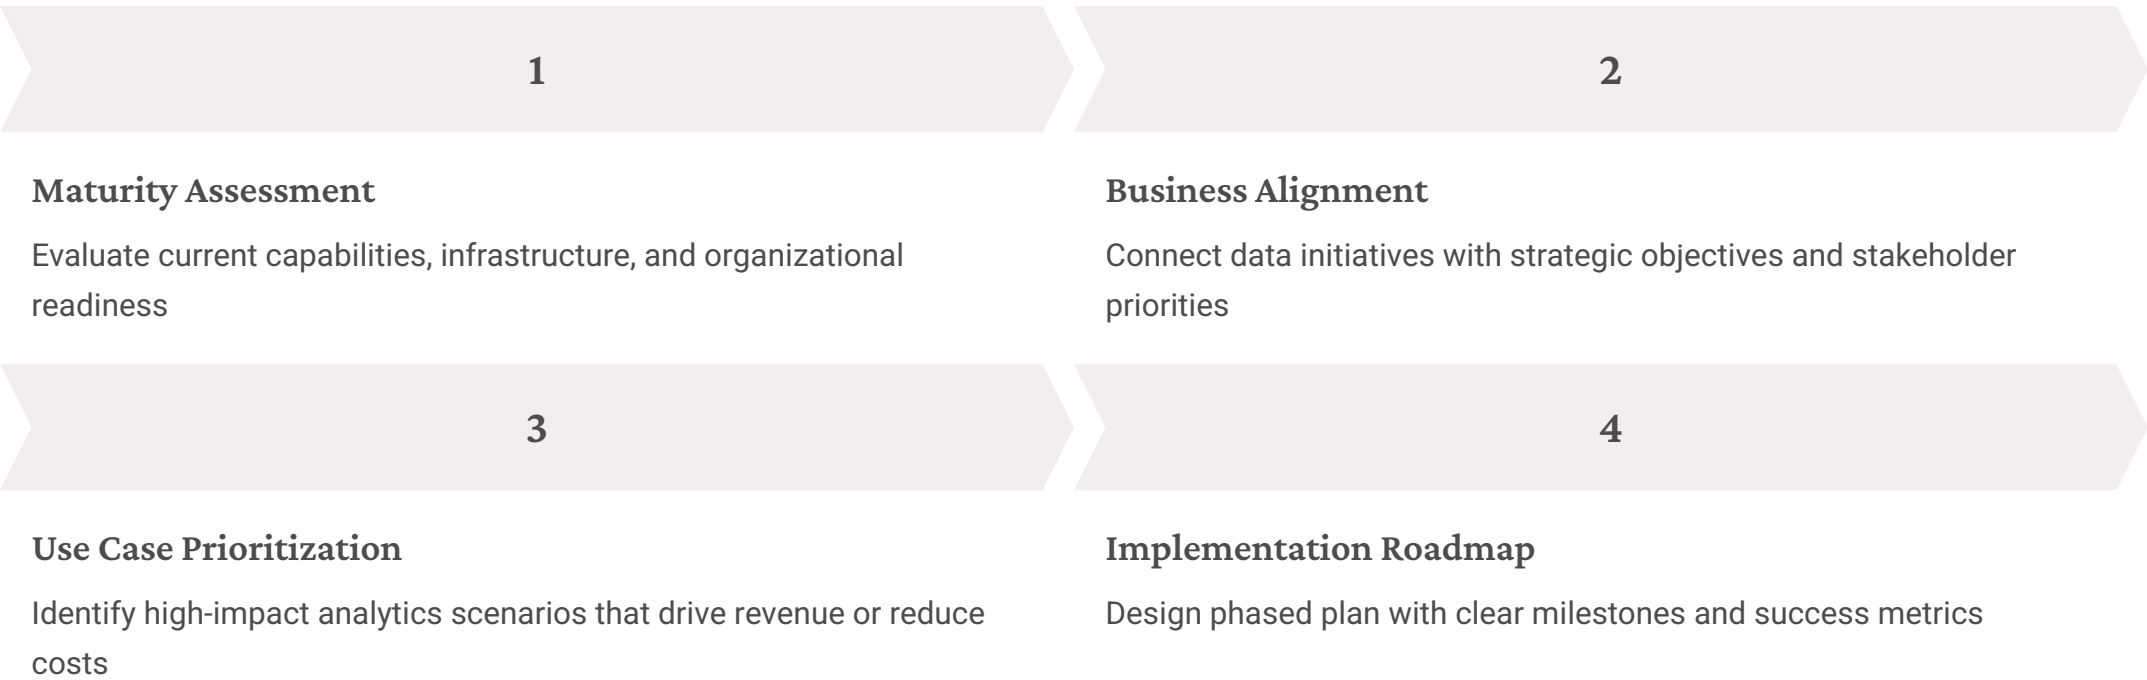 1
2
Maturity Assessment
Evaluate current capabilities, infrastructure, and organizational
readiness
Business Alignment
Connect data initiatives with strategic objectives and stakeholder
priorities
3
4
Use Case Prioritization
Identify high-impact analytics scenarios that drive revenue or reduce
costs
Implementation Roadmap
Design phased plan with clear milestones and success metrics